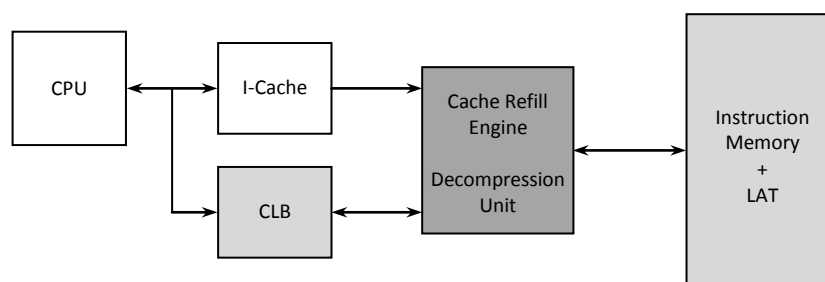 CPU
I-Cache
CLB
Cache Refill
Engine
Decompression
Unit
Instruction
Memory
+
LAT